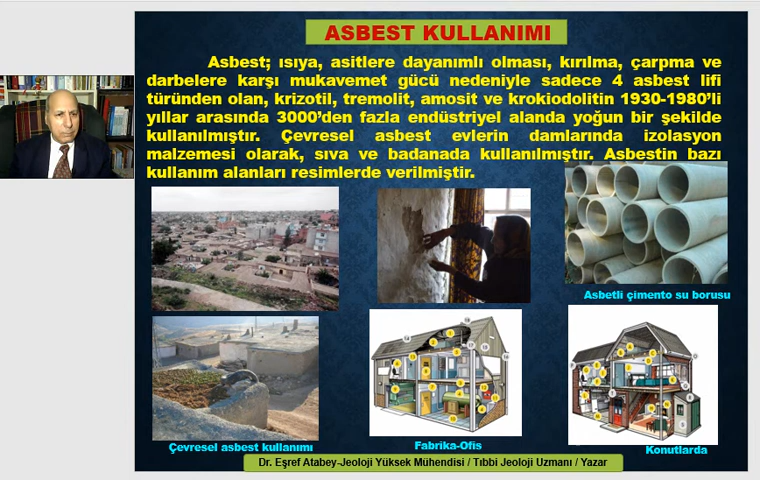 ASBEST KULLANIMI
Asbest; ısıya, asitlere dayanımlı olması, kırılma, çarpma ve
darbelere karşı mukavemet gücü nedeniyle sadece 4 asbest lifi
türünden olan, krizotil, tremolit, amosit ve krokiodolitin 1930-1980'li
yıllar arasında 3000'den fazla endüstriyel alanda yoğun bir şekilde
kullanılmıştır. Çevresel asbest evlerin damlarında izolasyon
malzemesi olarak, sıva ve badanada kullanılmıştır. Asbestin bazı
kullanım alanları resimlerde verilmiştir.
Asbetli çimento su borusu
Çevresel asbest kullanımı
Fabrika-Ofis
Konutlarda
Dr. Eşref Atabey-Jeoloji Yüksek Mühendisi / Tıbbi Jeoloji Uzmanı / Yazar